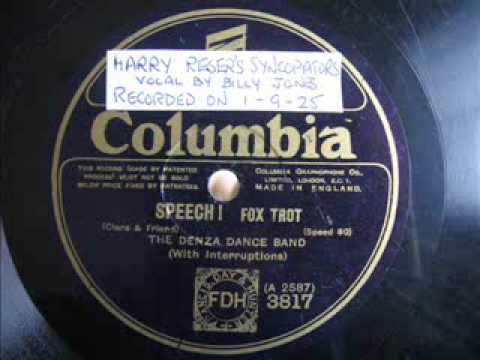 HARRY RESER'S SYNCOPATORS
VOCAL BY BILLY JONES
RECORDED ON 1-9-25
Columbia
THIS RECORD (MADE BY PATENTED
PROCESS) MUST NOT BE SOLD
BELOW PRICE FIXED BY PATENTEES.
COLUMBIA GRAPHOPHONE CO.,
LIMITED, LONDON, E.C.1.
MADE IN ENGLAND.
SPEECH! FOX TROT
(Clare & Friend) (Speed 80)
THE DENZA DANCE BAND
(With Interruptions)
(A 2587)
FDH 3817